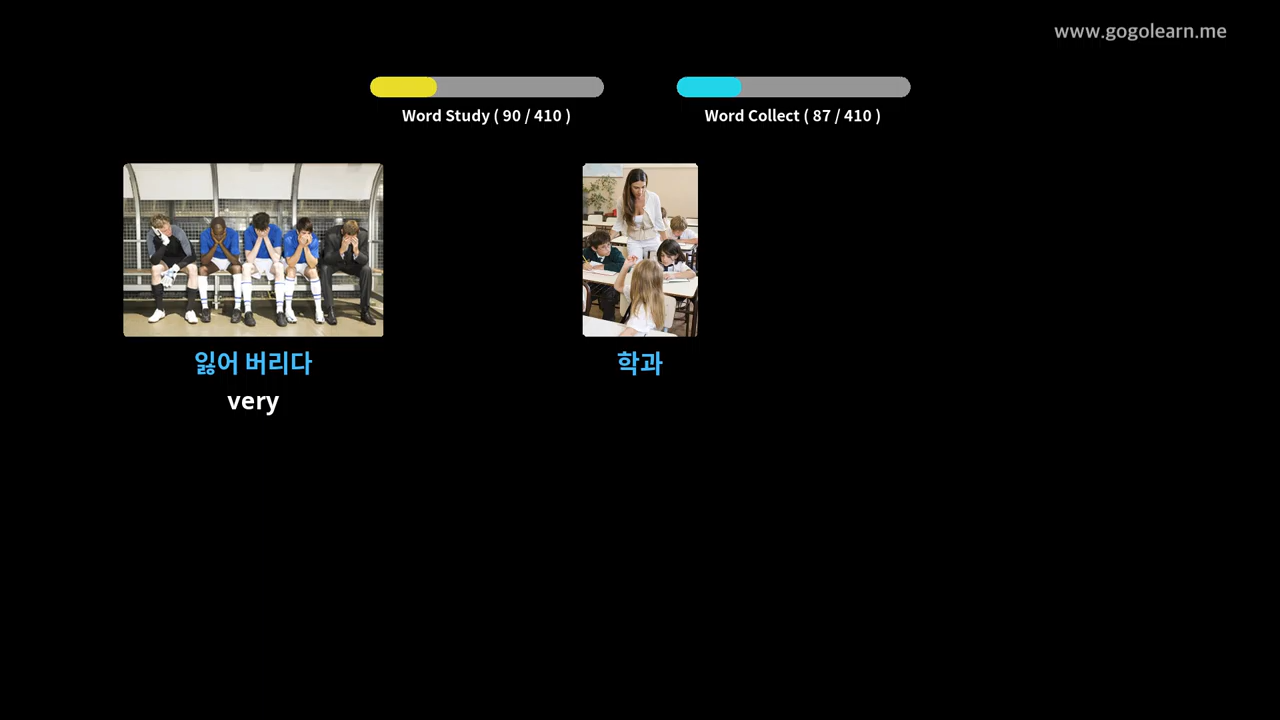 www.gogolearn.me
Word Study ( 90 / 410 )
Word Collect ( 87 / 410 )
잃어 버리다
very
학과